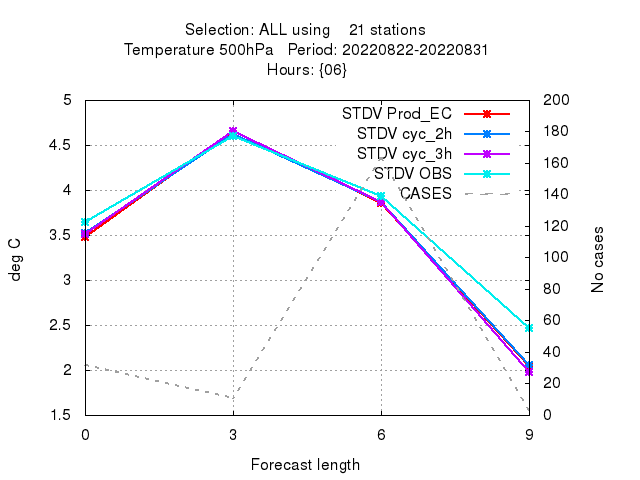 Selection: ALL using    21 stations
Temperature 500hPa   Period: 20220822-20220831
Hours: {06}
STDV Prod_EC
STDV cyc_2h
STDV cyc_3h
STDV OBS
CASES
5
4.5
4
3.5
3
2.5
2
1.5
deg C
200
180
160
140
120
100
80
60
40
20
0
No cases
0 3 6 9
Forecast length